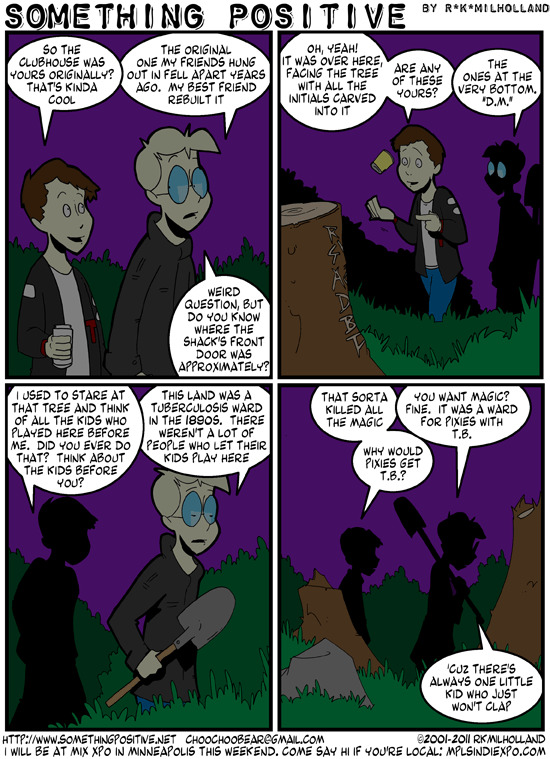 SOMETHING POSITIVE BY R*K*MILHOLLAND
SO THE
CLUBHOUSE WAS
YOURS ORIGINALLY?
THAT'S KINDA
COOL
THE ORIGINAL
ONE MY FRIENDS HUNG
OUT IN FELL APART YEARS
AGO. MY BEST FRIEND
REBUILT IT
WEIRD
QUESTION, BUT
DO YOU KNOW
WHERE THE
SHACK'S FRONT
DOOR WAS
APPROXIMATELY?
OH, YEAH!
IT WAS OVER HERE,
FACING THE TREE
WITH ALL THE
INITIALS CARVED
INTO IT
ARE ANY
OF THESE
YOURS?
THE
ONES AT THE
VERY BOTTOM.
"D.M."
I USED TO STARE AT
THAT TREE AND THINK
OF ALL THE KIDS WHO
PLAYED HERE BEFORE
ME. DID YOU EVER DO
THAT? THINK ABOUT
THE KIDS BEFORE
YOU?
THIS LAND WAS A
TUBERCULOSIS WARD
IN THE 1890S. THERE
WEREN'T A LOT OF
PEOPLE WHO LET THEIR
KIDS PLAY HERE
THAT SORTA
KILLED ALL
THE MAGIC
YOU WANT MAGIC?
FINE. IT WAS A WARD
FOR PIXIES WITH
T.B.
WHY WOULD
PIXIES GET
T.B.?
'CUZ THERE'S
ALWAYS ONE LITTLE
KID WHO JUST
WON'T CLAP
HTTP://WWW.SOMETHINGPOSITIVE.NET CHOOCHOOBEAR@GMAIL.COM ©2001-2011 RKMILHOLLAND
I WILL BE AT MIX XPO IN MINNEAPOLIS THIS WEEKEND. COME SAY HI IF YOU'RE LOCAL: MPLSINDIEXPO.COM